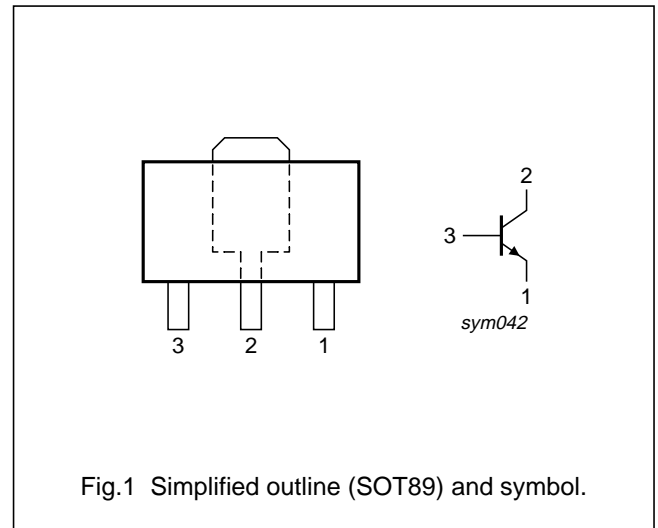 3 2 1
2
3
1
sym042
Fig.1 Simplified outline (SOT89) and symbol.